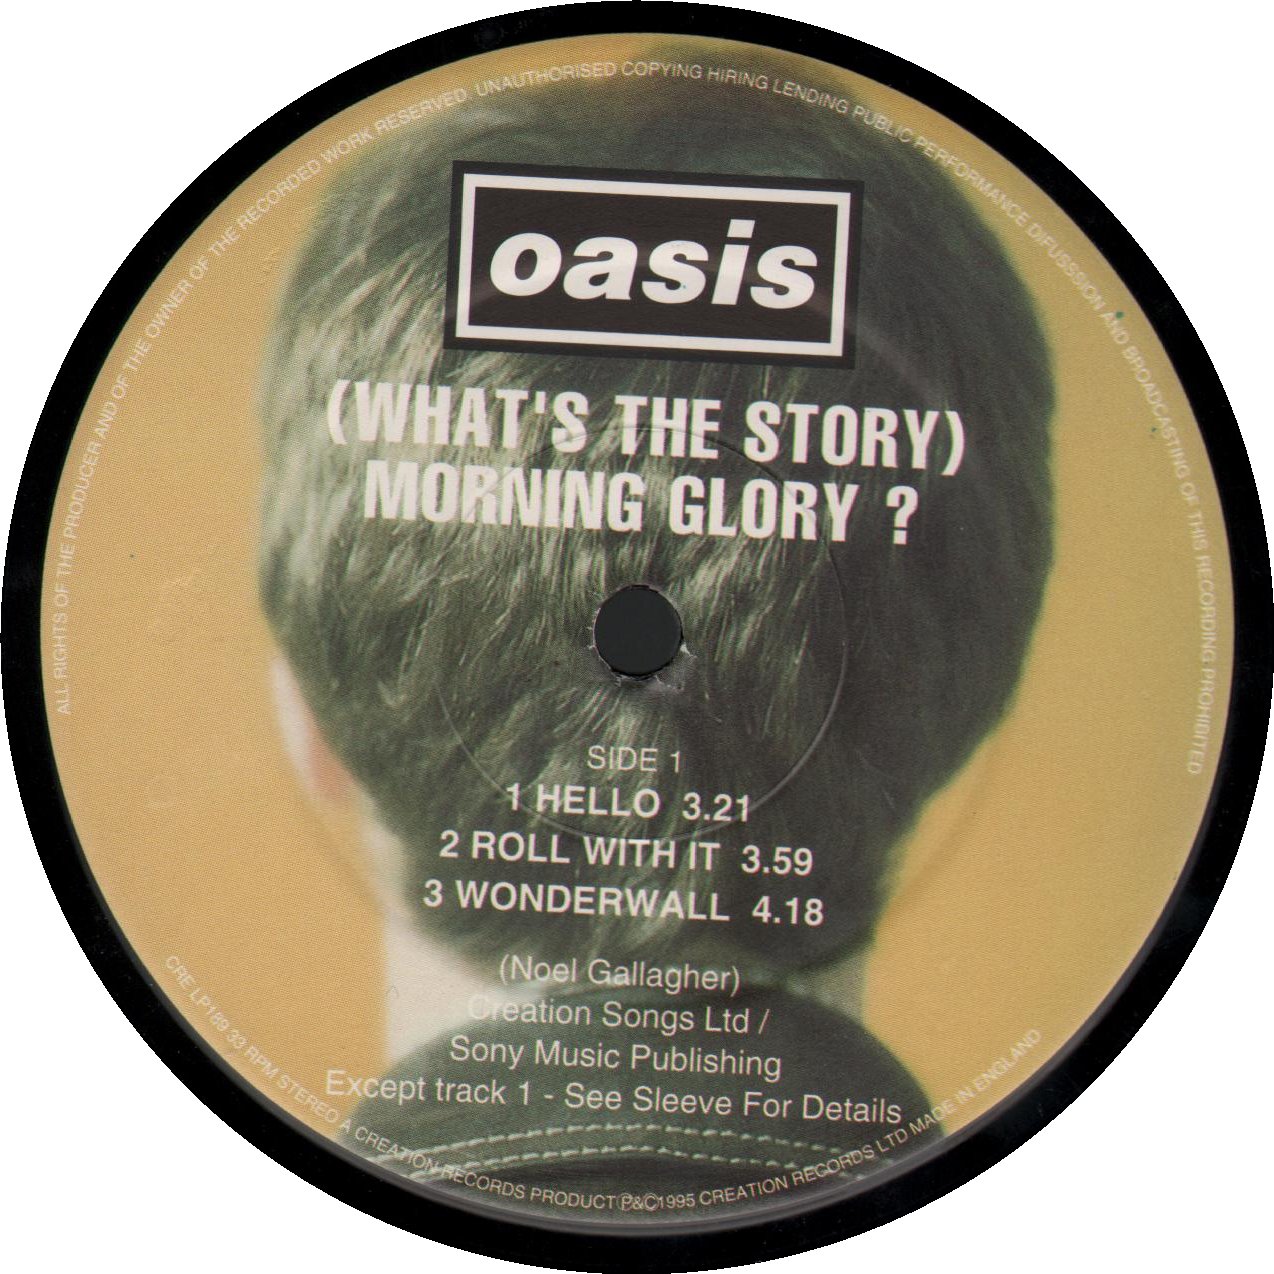 oasis
(WHAT'S THE STORY)
MORNING GLORY ?
SIDE 1
1 HELLO 3.21
2 ROLL WITH IT 3.59
3 WONDERWALL 4.18
(Noel Gallagher)
Creation Songs Ltd /
Sony Music Publishing
Except track 1 - See Sleeve For Details
ALL RIGHTS OF THE PRODUCER AND OF THE OWNER OF THE RECORDED WORK RESERVED UNAUTHORISED COPYING HIRING LENDING PUBLIC PERFORMANCE DIFUSSSION AND BROADCASTING OF THIS RECORDING PROHIBITED
CRE LP189 33 RPM STEREO A CREATION RECORDS PRODUCT ℗&©1995 CREATION RECORDS LTD MADE IN ENGLAND